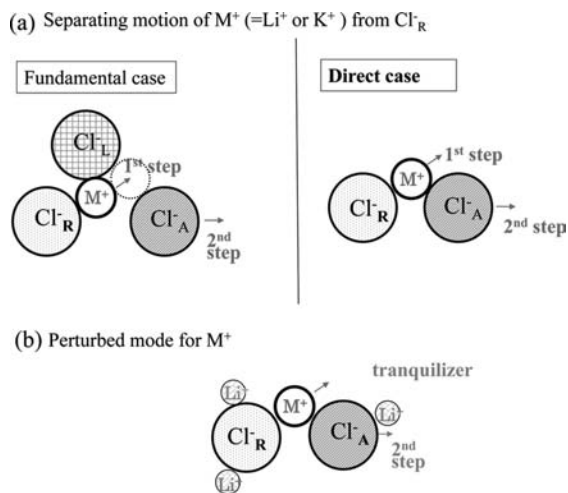 (a) Separating motion of M⁺ (=Li⁺ or K⁺ ) from Cl⁻R
Fundamental case
Direct case
Cl⁻L
1st step
M⁺
Cl⁻R
Cl⁻A
2nd
step
1st step
M⁺
Cl⁻R
Cl⁻A
2nd step
(b) Perturbed mode for M⁺
tranquilizer
Li⁺
M⁺
Li⁺
Cl⁻R
Cl⁻A
2nd
step
Li⁺